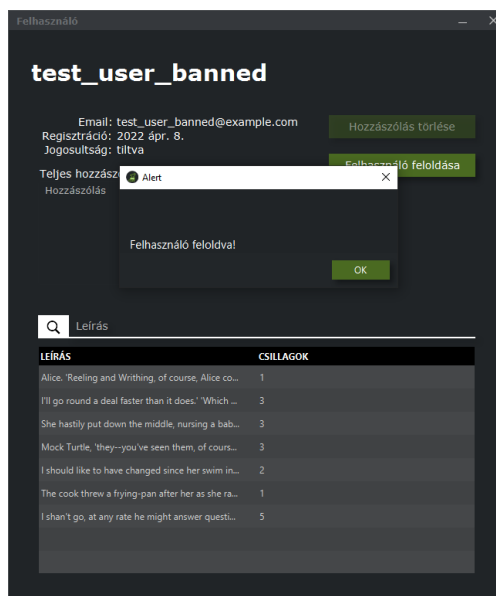 Felhasználó
test_user_banned
Email: test_user_banned@example.com
Regisztráció: 2022 ápr. 8.
Jogosultság: tiltva
Hozzászólás törlése
Felhasználó feloldása
Teljes hozzász
Hozzászólás
Alert
Felhasználó feloldva!
OK
Leírás
LEÍRÁS CSILLAGOK
Alice. 'Reeling and Writhing, of course, Alice co... 1
I'll go round a deal faster than it does.' 'Which ... 3
She hastily put down the middle, nursing a bab... 3
Mock Turtle, 'they--you've seen them, of cours... 3
I should like to have changed since her swim in... 2
The cook threw a frying-pan after her as she ra... 1
I shan't go, at any rate he might answer questi... 5